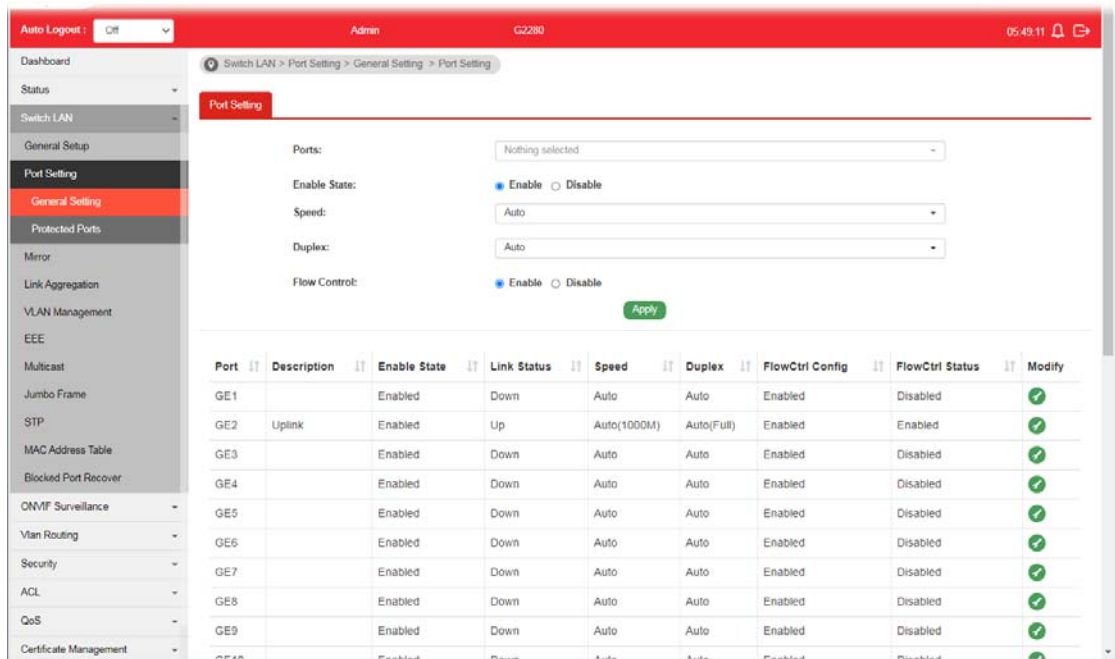 Auto Logout : Off Admin G2280 05:49:11
Dashboard
Status
Switch LAN
General Setup
Port Setting
General Setting
Protected Ports
Mirror
Link Aggregation
VLAN Management
EEE
Multicast
Jumbo Frame
STP
MAC Address Table
Blocked Port Recover
ONVIF Surveillance
Vlan Routing
Security
ACL
QoS
Certificate Management
Switch LAN > Port Setting > General Setting > Port Setting
Port Setting
Ports: Nothing selected
Enable State: Enable Disable
Speed: Auto
Duplex: Auto
Flow Control: Enable Disable
Apply
Port Description Enable State Link Status Speed Duplex FlowCtrl Config FlowCtrl Status Modify
GE1 Enabled Down Auto Auto Enabled Disabled
GE2 Uplink Enabled Up Auto(1000M) Auto(Full) Enabled Enabled
GE3 Enabled Down Auto Auto Enabled Disabled
GE4 Enabled Down Auto Auto Enabled Disabled
GE5 Enabled Down Auto Auto Enabled Disabled
GE6 Enabled Down Auto Auto Enabled Disabled
GE7 Enabled Down Auto Auto Enabled Disabled
GE8 Enabled Down Auto Auto Enabled Disabled
GE9 Enabled Down Auto Auto Enabled Disabled